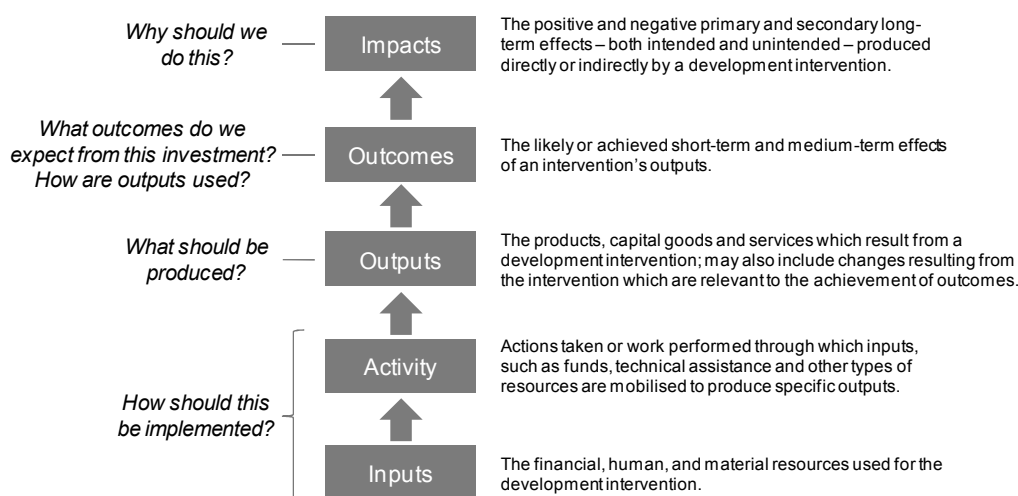 Why should we
do this?
Impacts
The positive and negative primary and secondary long-
term effects – both intended and unintended – produced
directly or indirectly by a development intervention.
What outcomes do we
expect from this investment?
How are outputs used?
Outcomes
The likely or achieved short-term and medium-term effects
of an intervention's outputs.
What should be
produced?
Outputs
The products, capital goods and services which result from a
development intervention; may also include changes resulting from
the intervention which are relevant to the achievement of outcomes.
How should this
be implemented?
Activity
Actions taken or work performed through which inputs,
such as funds, technical assistance and other types of
resources are mobilised to produce specific outputs.
Inputs
The financial, human, and material resources used for the
development intervention.